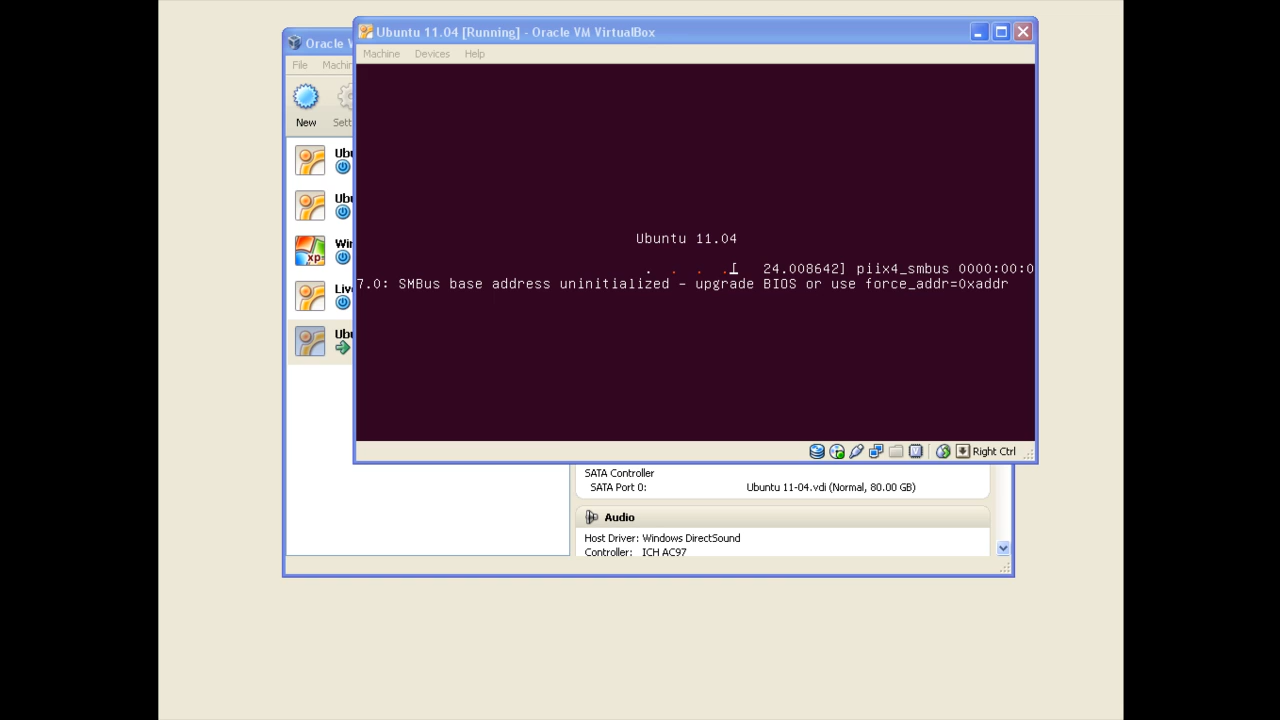 Ubuntu 11.04 [Running] - Oracle VM VirtualBox
Machine Devices Help
Oracle V
File Machin
New Sett
Ubu
Ubu
Win
xp
Live
Ubu
Ubuntu 11.04
. . . .[ 24.008642] piix4_smbus 0000:00:0
7.0: SMBus base address uninitialized - upgrade BIOS or use force_addr=0xaddr
Right Ctrl
SATA Controller
SATA Port 0: Ubuntu 11-04.vdi (Normal, 80.00 GB)
Audio
Host Driver: Windows DirectSound
Controller: ICH AC97